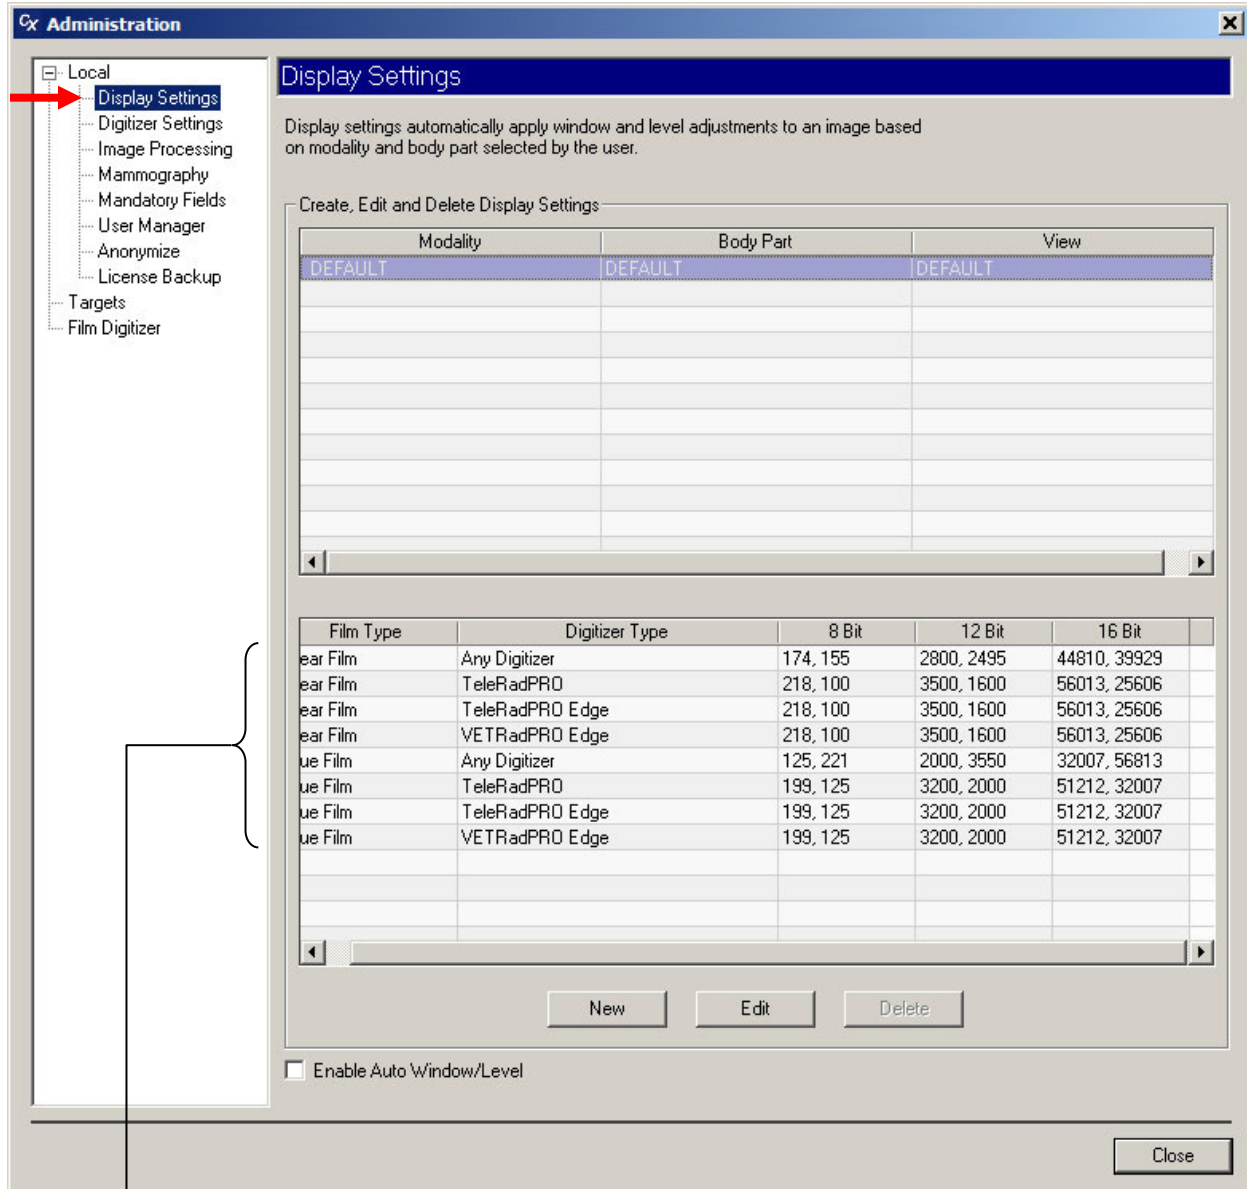 Cx Administration
Local
Display Settings
Digitizer Settings
Image Processing
Mammography
Mandatory Fields
User Manager
Anonymize
License Backup
Targets
Film Digitizer
Display Settings
Display settings automatically apply window and level adjustments to an image based
on modality and body part selected by the user.
Create, Edit and Delete Display Settings
Modality Body Part View
DEFAULT DEFAULT DEFAULT
Film Type Digitizer Type 8 Bit 12 Bit 16 Bit
ear Film Any Digitizer 174, 155 2800, 2495 44810, 39929
ear Film TeleRadPRO 218, 100 3500, 1600 56013, 25606
ear Film TeleRadPRO Edge 218, 100 3500, 1600 56013, 25606
ear Film VETRadPRO Edge 218, 100 3500, 1600 56013, 25606
ue Film Any Digitizer 125, 221 2000, 3550 32007, 56813
ue Film TeleRadPRO 199, 125 3200, 2000 51212, 32007
ue Film TeleRadPRO Edge 199, 125 3200, 2000 51212, 32007
ue Film VETRadPRO Edge 199, 125 3200, 2000 51212, 32007
New Edit Delete
Enable Auto Window/Level
Close